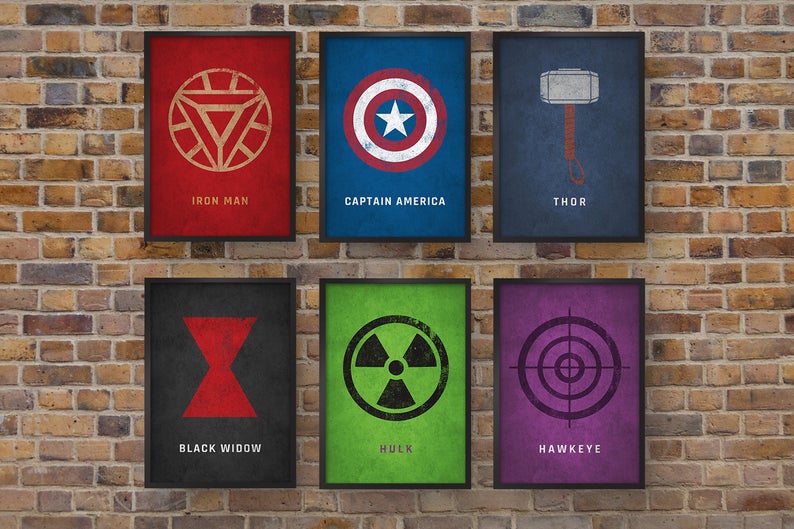 IRON MAN
CAPTAIN AMERICA
THOR
BLACK WIDOW
HULK
HAWKEYE